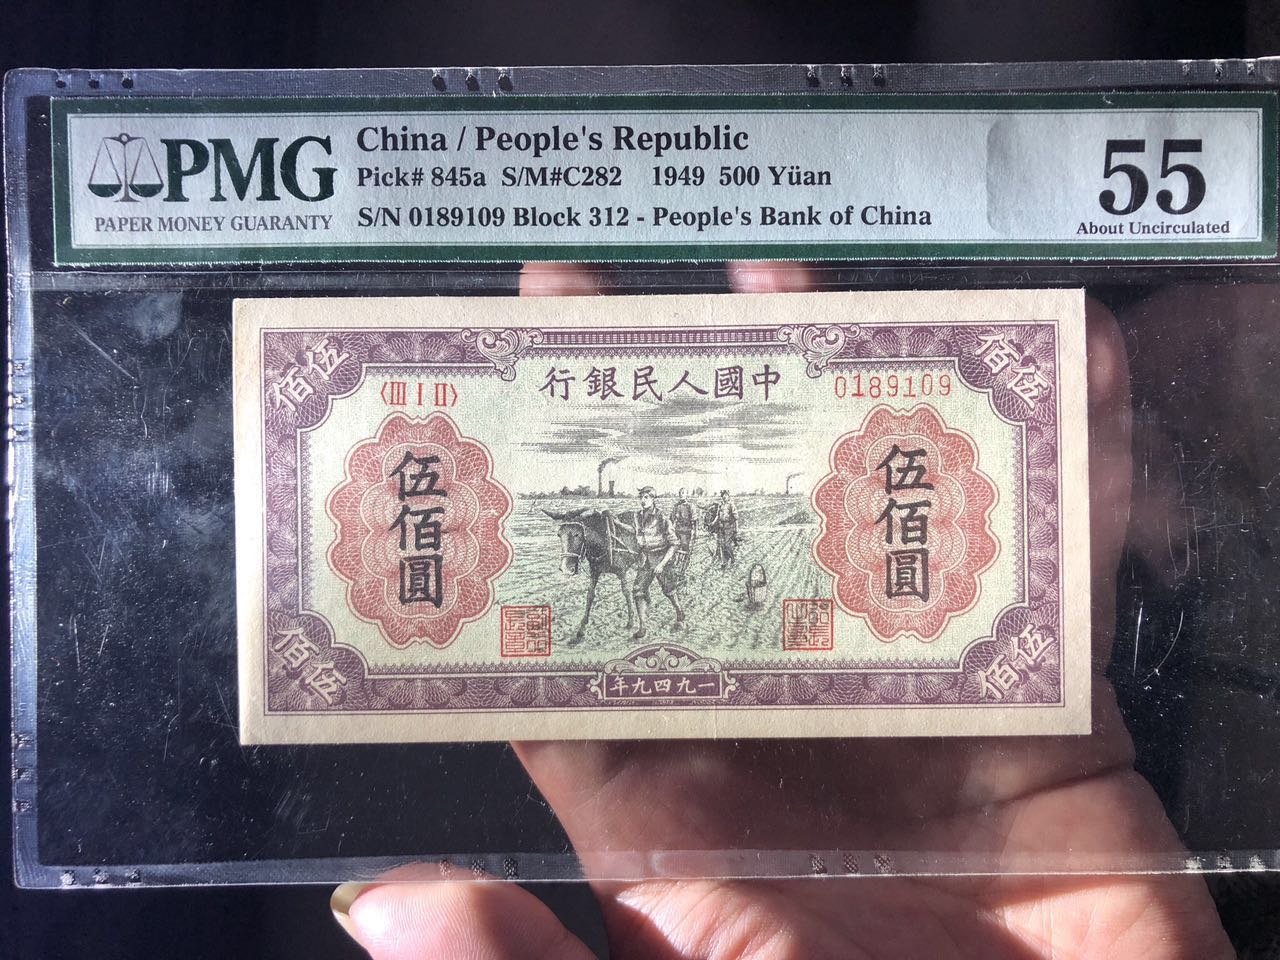 PMG
PAPER MONEY GUARANTY
China / People's Republic
Pick# 845a S/M#C282 1949 500 Yüan
S/N 0189109 Block 312 - People's Bank of China
55
About Uncirculated
佰伍
佰伍
〈III I II〉
行銀民人國中
0189109
伍佰圓
伍佰圓
佰伍
年九四九一
佰伍